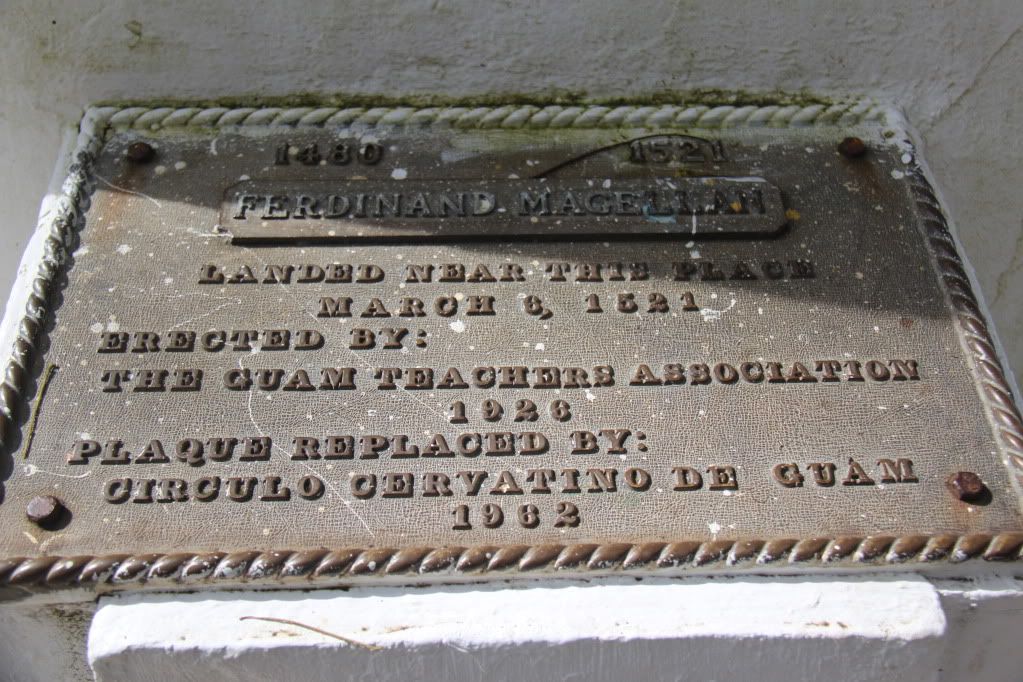 1480 1521
FERDINAND MAGELLAN
LANDED NEAR THIS PLACE
MARCH 6, 1521
ERECTED BY:
THE GUAM TEACHERS ASSOCIATION
1926
PLAQUE REPLACED BY:
CIRCULO CERVATINO DE GUÀM
1962